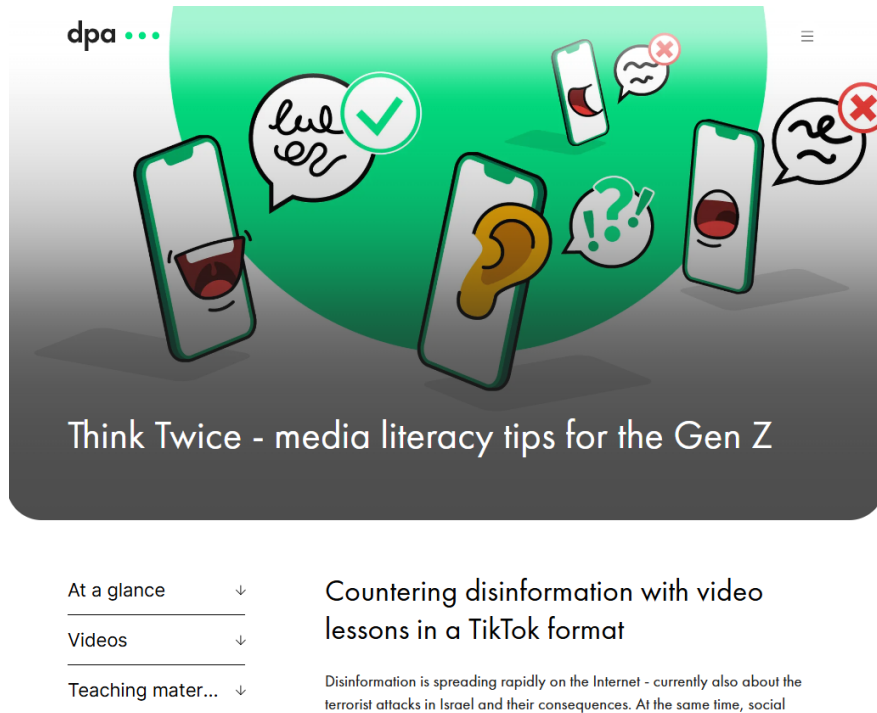 dpa
Think Twice - media literacy tips for the Gen Z
At a glance
Videos
Teaching mater...
Countering disinformation with video
lessons in a TikTok format
Disinformation is spreading rapidly on the Internet - currently also about the
terrorist attacks in Israel and their consequences. At the same time, social